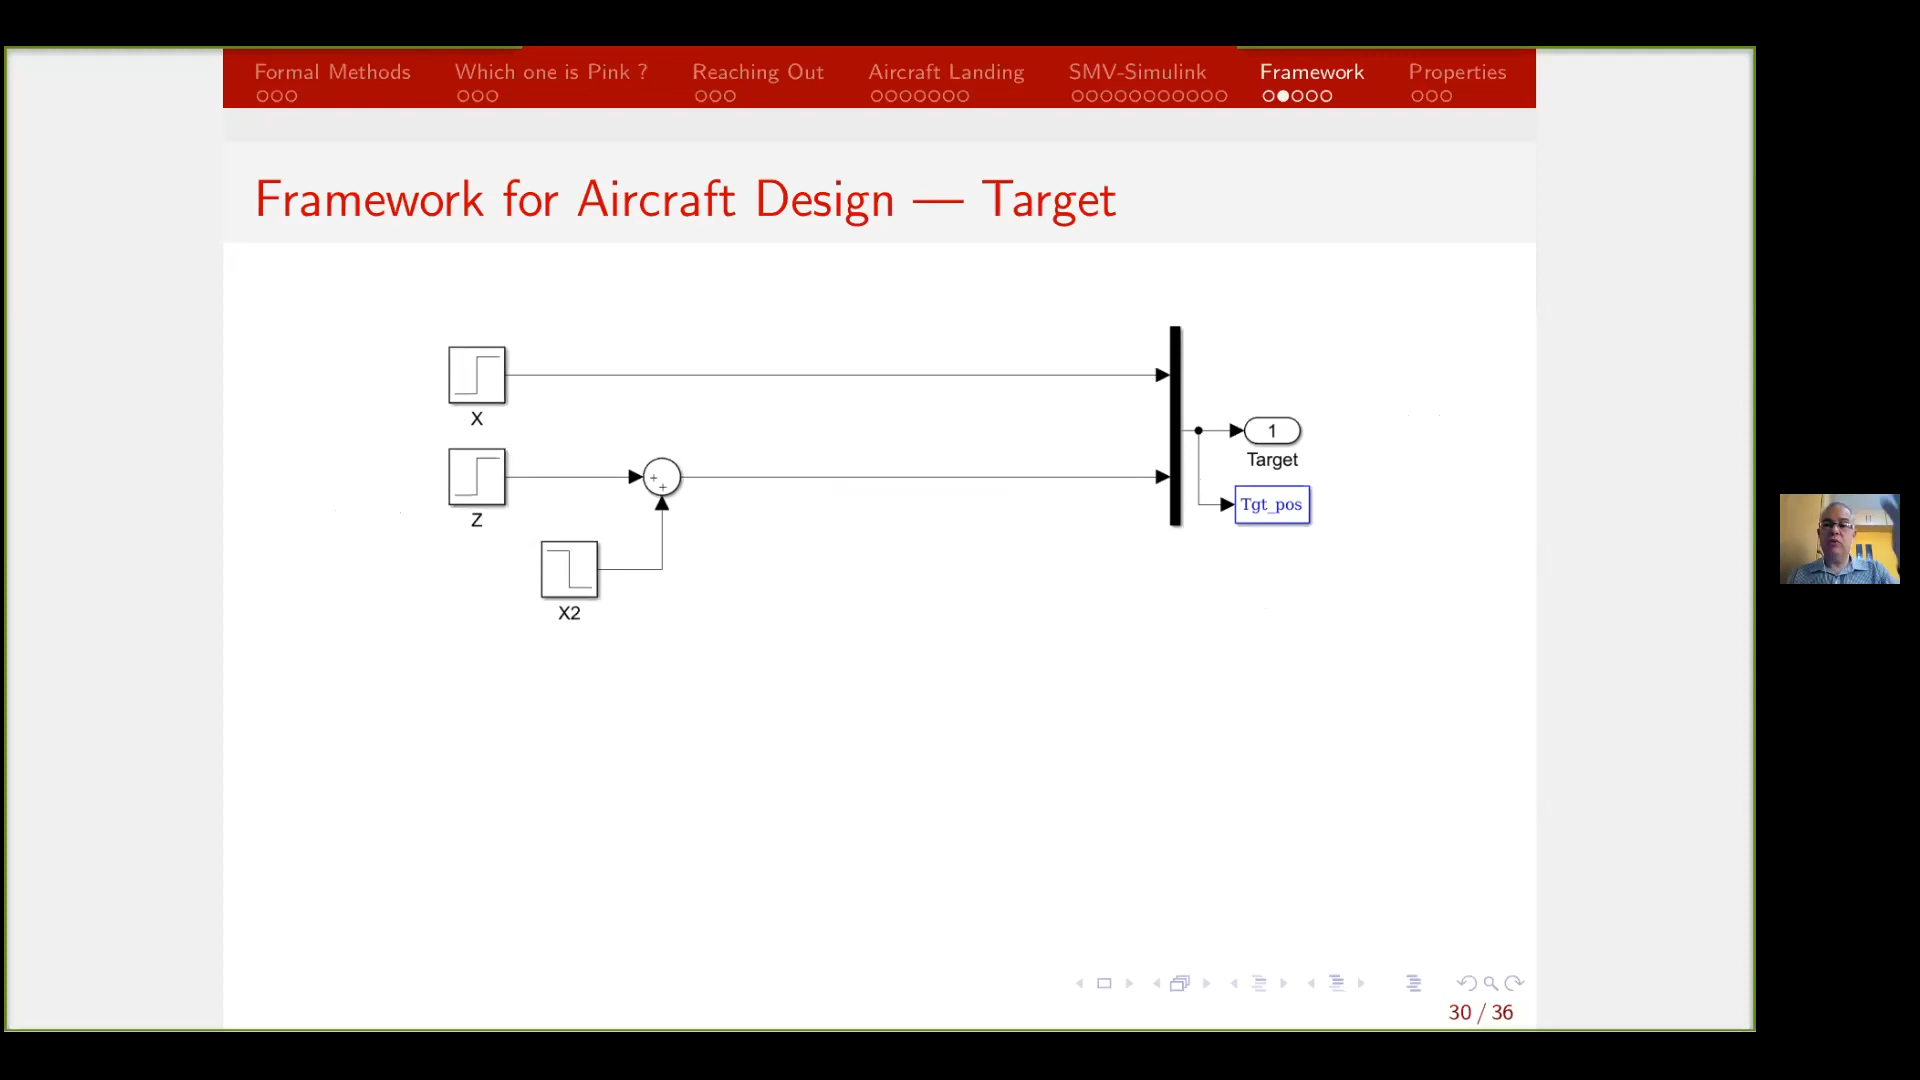 Formal Methods Which one is Pink ? Reaching Out Aircraft Landing SMV-Simulink Framework Properties
Framework for Aircraft Design — Target
X
1
Target
Z
+
+
Tgt_pos
X2
30 / 36